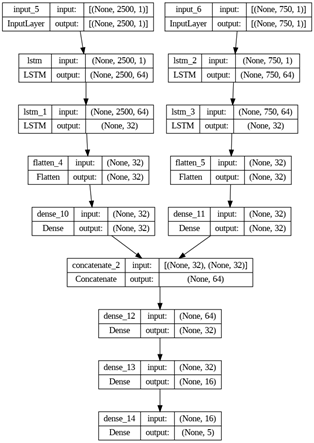 input_5 input: [(None, 2500, 1)]
InputLayer output: [(None, 2500, 1)]
input_6 input: [(None, 750, 1)]
InputLayer output: [(None, 750, 1)]
lstm input: (None, 2500, 1)
LSTM output: (None, 2500, 64)
lstm_2 input: (None, 750, 1)
LSTM output: (None, 750, 64)
lstm_1 input: (None, 2500, 64)
LSTM output: (None, 32)
lstm_3 input: (None, 750, 64)
LSTM output: (None, 32)
flatten_4 input: (None, 32)
Flatten output: (None, 32)
flatten_5 input: (None, 32)
Flatten output: (None, 32)
dense_10 input: (None, 32)
Dense output: (None, 32)
dense_11 input: (None, 32)
Dense output: (None, 32)
concatenate_2 input: [(None, 32), (None, 32)]
Concatenate output: (None, 64)
dense_12 input: (None, 64)
Dense output: (None, 32)
dense_13 input: (None, 32)
Dense output: (None, 16)
dense_14 input: (None, 16)
Dense output: (None, 5)